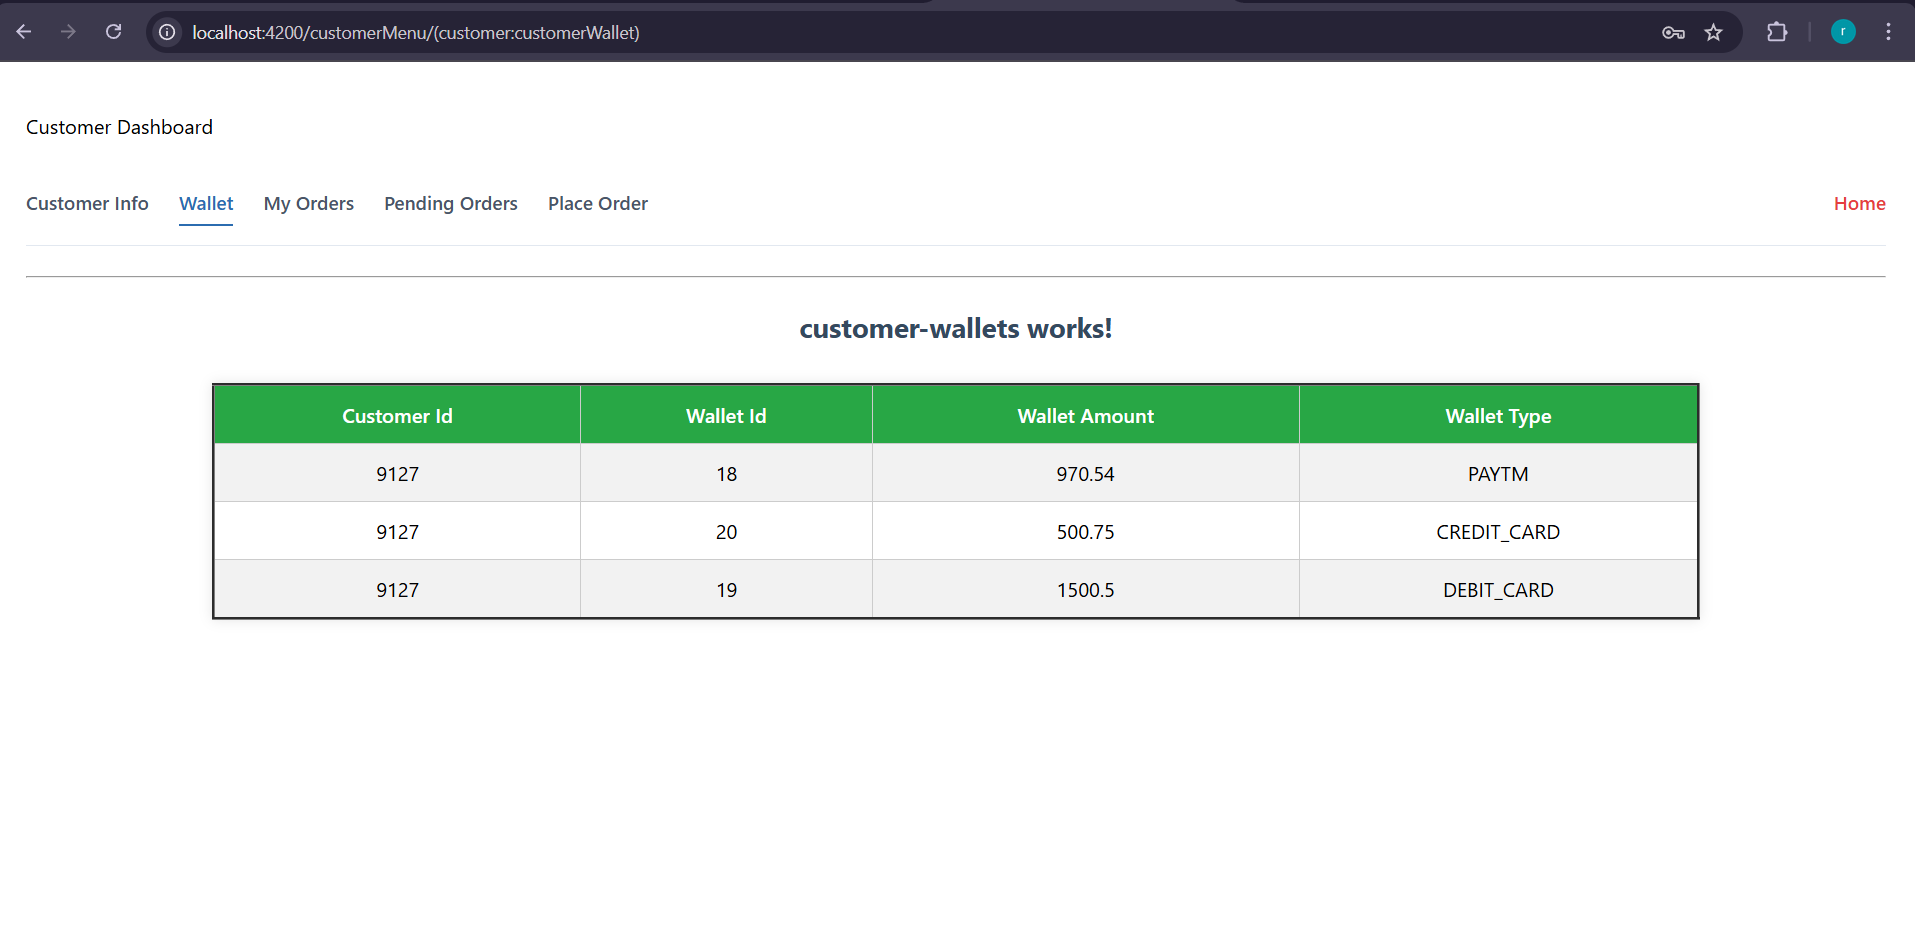 localhost:4200/customerMenu/(customer:customerWallet)
r
Customer Dashboard
Customer Info Wallet My Orders Pending Orders Place Order Home
customer-wallets works!
Customer Id Wallet Id Wallet Amount Wallet Type
9127 18 970.54 PAYTM
9127 20 500.75 CREDIT_CARD
9127 19 1500.5 DEBIT_CARD